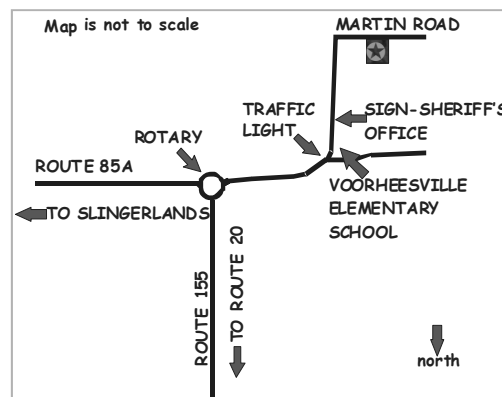 Map is not to scale
MARTIN ROAD
TRAFFIC
LIGHT
SIGN-SHERIFF'S
OFFICE
ROTARY
ROUTE 85A
VOORHEESVILLE
ELEMENTARY
SCHOOL
TO SLINGERLANDS
ROUTE 155
TO ROUTE 20
north